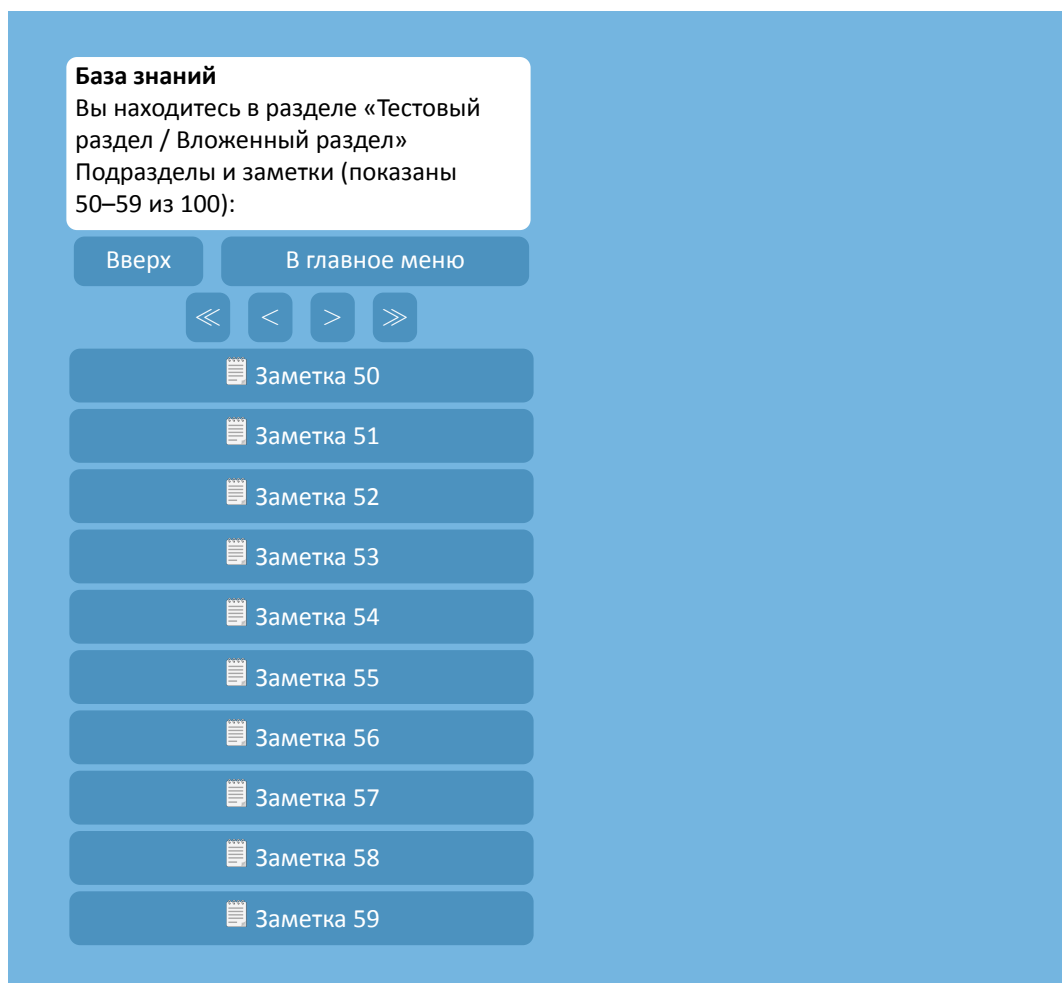 База знаний
Вы находитесь в разделе «Тестовый
раздел / Вложенный раздел»
Подразделы и заметки (показаны
50–59 из 100):
Вверх В главное меню
≪ < > ≫
Заметка 50
Заметка 51
Заметка 52
Заметка 53
Заметка 54
Заметка 55
Заметка 56
Заметка 57
Заметка 58
Заметка 59